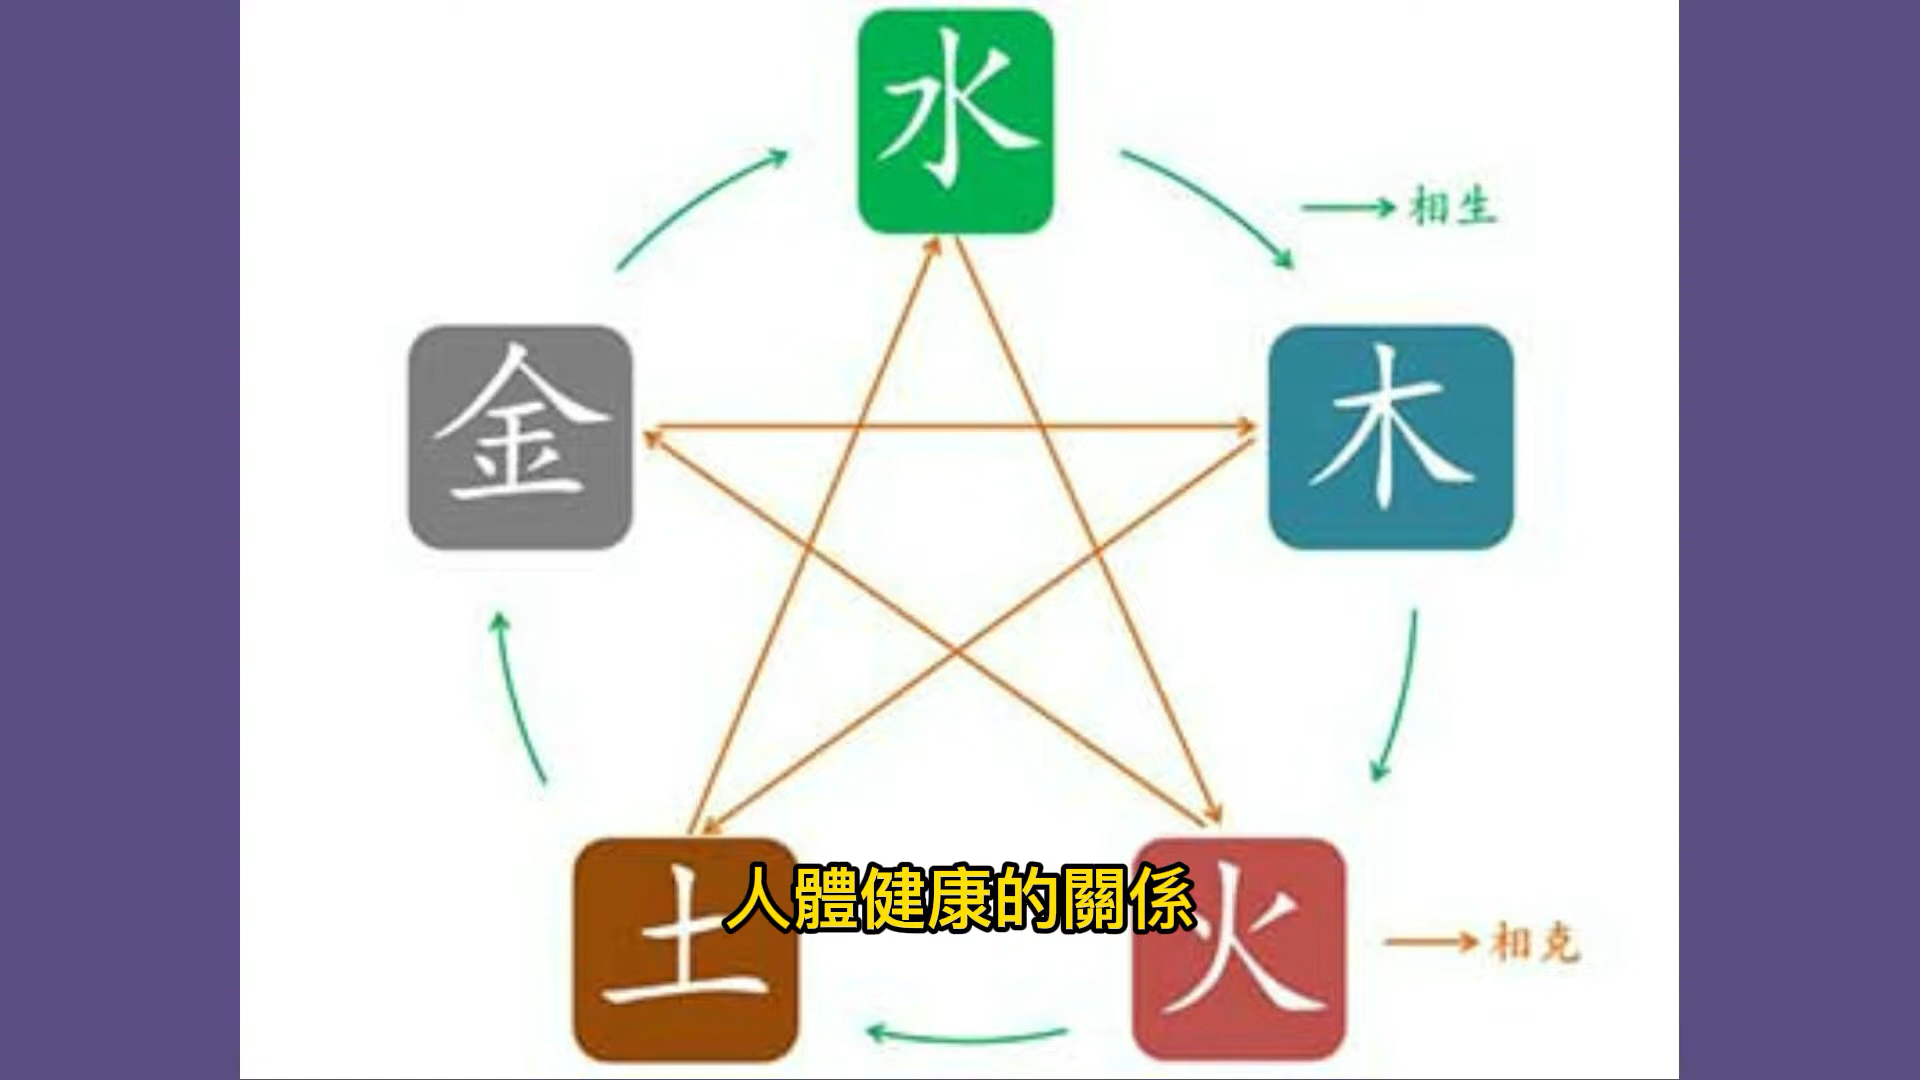 水
相生
金
木
土
人體健康的關係
火
相克